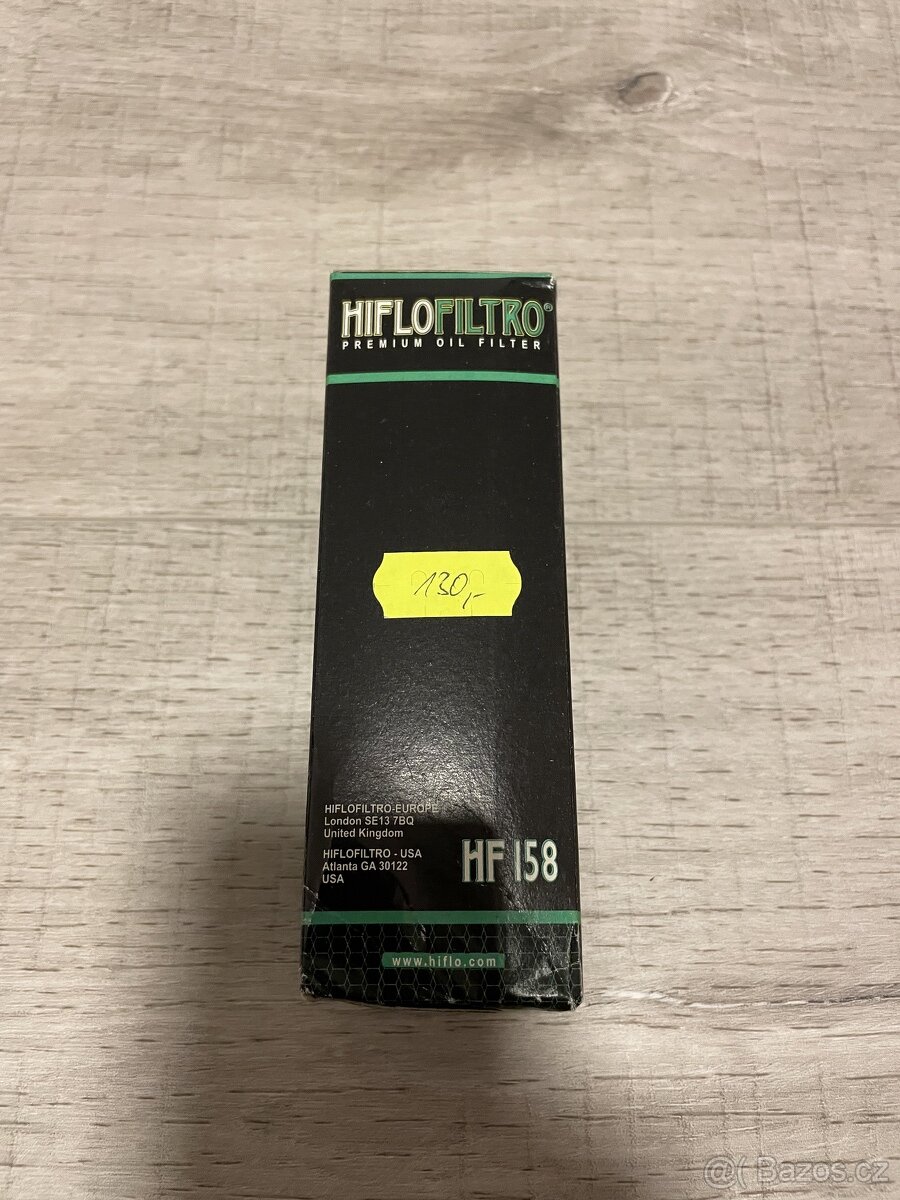 HIFLOFILTRO®
PREMIUM OIL FILTER
130,-
HIFLOFILTRO-EUROPE
London SE13 7BQ
United Kingdom
HIFLOFILTRO - USA
Atlanta GA 30122
USA
HF 158
www.hiflo.com
@( Bazos.cz